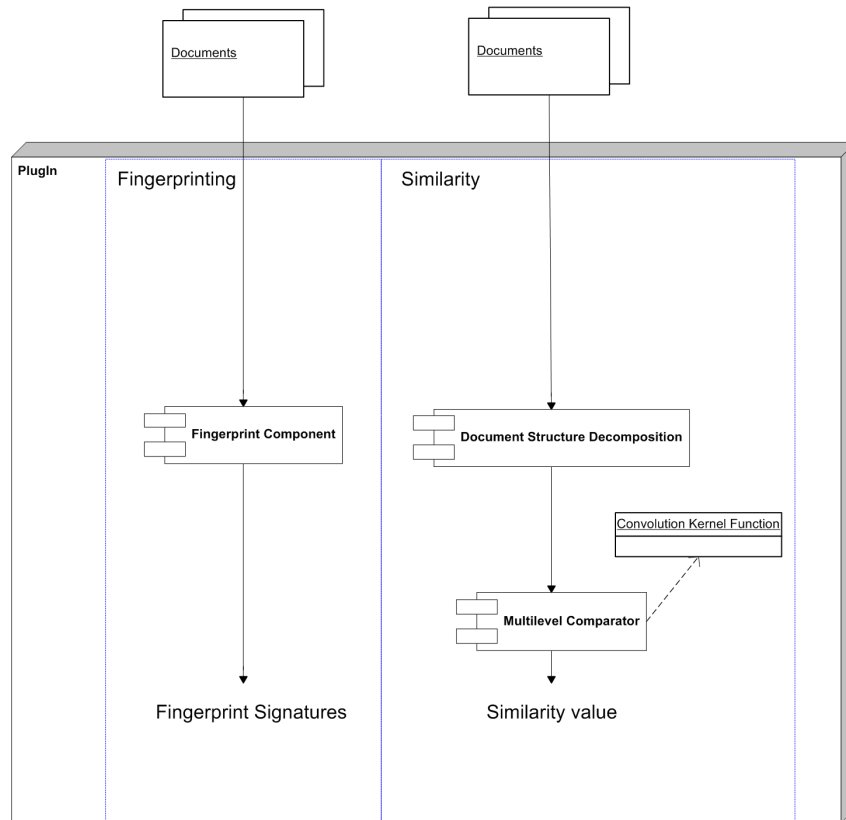 Documents
Documents
PlugIn
Fingerprinting
Similarity
Fingerprint Component
Document Structure Decomposition
Convolution Kernel Function
Multilevel Comparator
Fingerprint Signatures
Similarity value